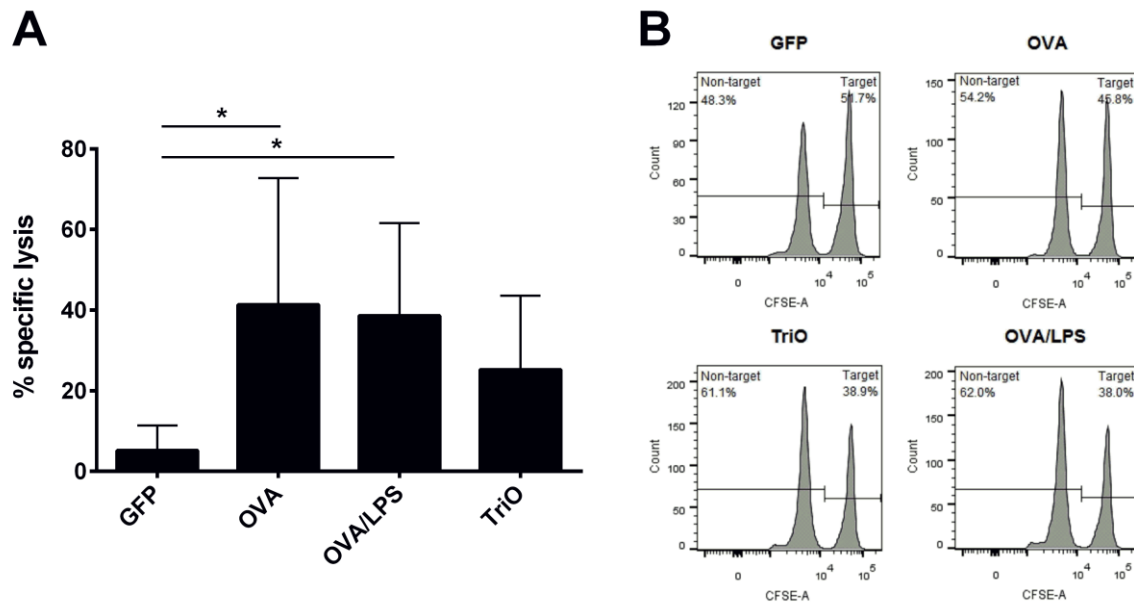 A
% specific lysis
80
60
40
20
0
*
*
GFP
OVA
OVA/LPS
TriO
B
GFP
Non-target
48.3%
Target
51.7%
Count
120
90
60
30
0
0
10^4
10^5
CFSE-A
OVA
Non-target
54.2%
Target
45.8%
Count
150
100
50
0
0
10^4
10^5
CFSE-A
TriO
Non-target
61.1%
Target
38.9%
Count
200
150
100
50
0
0
10^4
10^5
CFSE-A
OVA/LPS
Non-target
62.0%
Target
38.0%
Count
200
150
100
50
0
0
10^4
10^5
CFSE-A